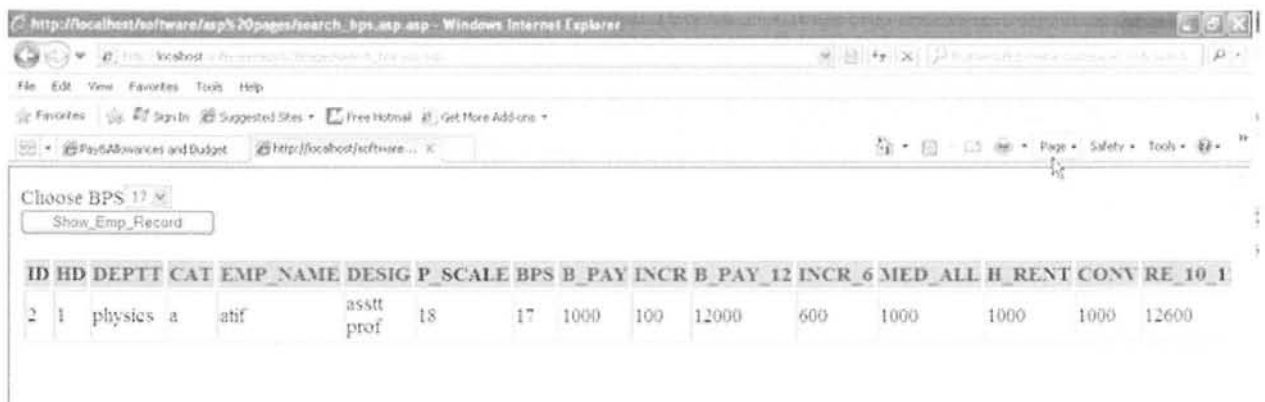 http://localhost/software/asp%20pages/search_bps.asp.asp - Windows Internet Explorer
localhost
File Edit View Favorites Tools Help
Favorites Sign In Suggested Sites Free Hotmail Get More Add-ons
Pay&Allowances and Budget http://localhost/software... Page Safety Tools
Choose BPS 17
Show_Emp_Record
ID HD DEPTT CAT EMP_NAME DESIG P_SCALE BPS B_PAY INCR B_PAY_12 INCR_6 MED_ALL H_RENT CONV RE_10_1
2 1 physics a atif asstt prof 18 17 1000 100 12000 600 1000 1000 1000 12600